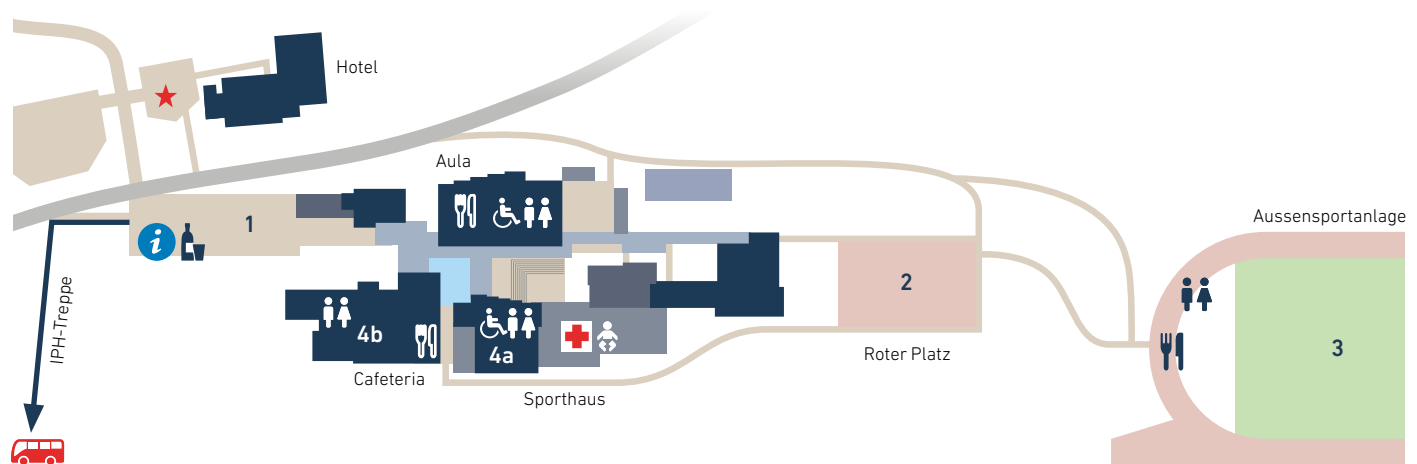 Hotel
Aula
1
i
Aussensportanlage
IPH-Treppe
2
3
4b
4a
Roter Platz
Cafeteria
Sporthaus